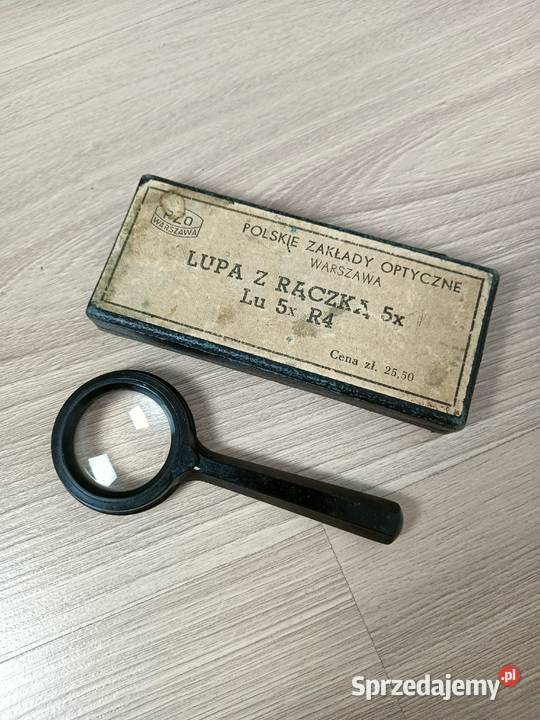 PZO
WARSZAWA
POLSKIE ZAKŁADY OPTYCZNE
WARSZAWA
LUPA Z RĄCZKĄ 5x
Lu 5x R4
Cena zł. 25,50
Sprzedajemy.pl